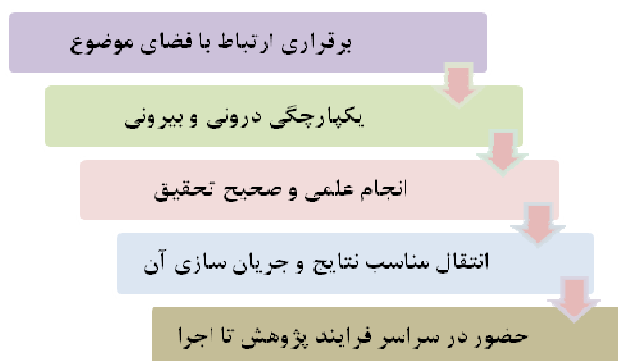 برقراری ارتباط با فضای موضوع
یکپارچگی درونی و بیرونی
انجام علمی و صحیح تحقیق
انتقال مناسب نتایج و جریان سازی آن
حضور در سراسر فرایند پژوهش تا اجرا